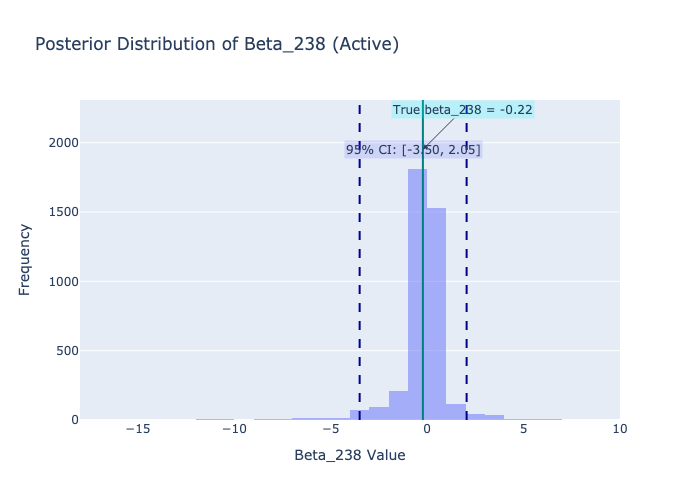 Posterior Distribution of Beta_238 (Active)
True beta_238 = -0.22
95% CI: [-3.50, 2.05]
2000
1500
1000
500
0
Frequency
−15
−10
−5
0
5
10
Beta_238 Value